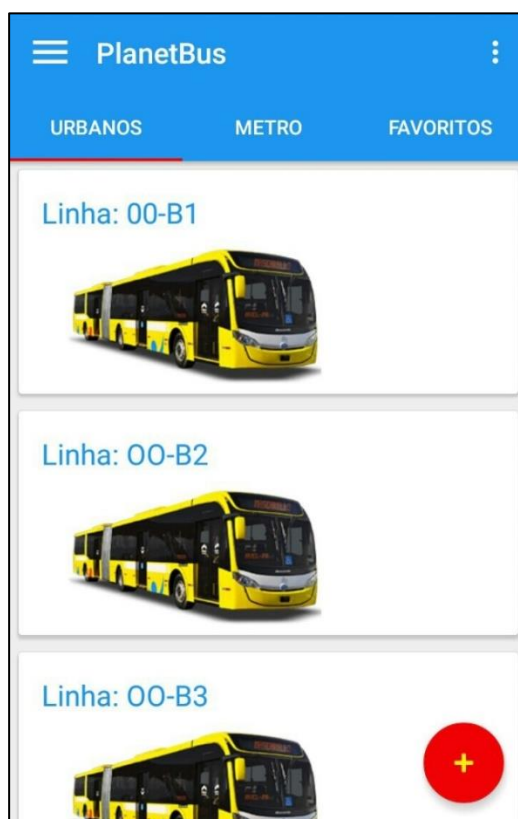 PlanetBus
URBANOS METRO FAVORITOS
Linha: 00-B1
Linha: OO-B2
Linha: OO-B3
+